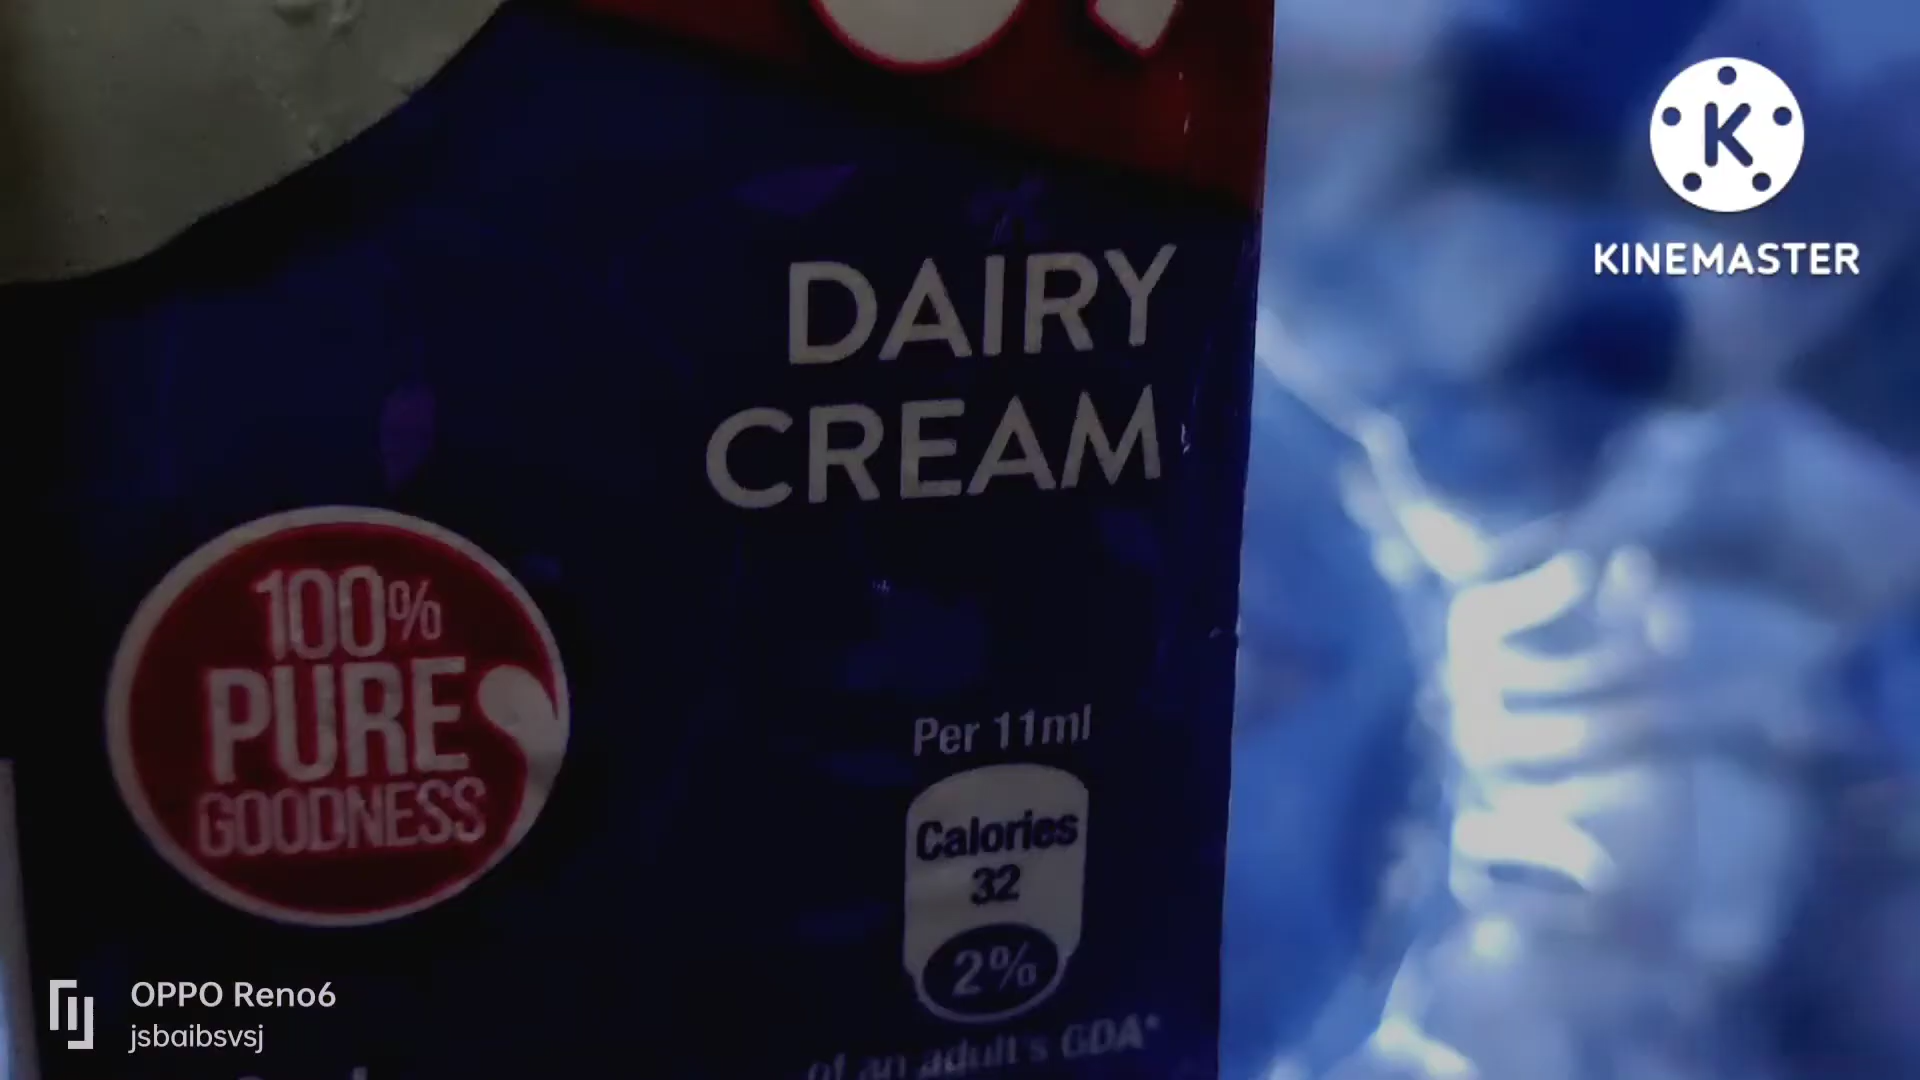 KINEMASTER
DAIRY
CREAM
100%
PURE
GOODNESS
Per 11ml
Calories
32
2%
of an adult's GDA*
OPPO Reno6
jsbaibsvsj